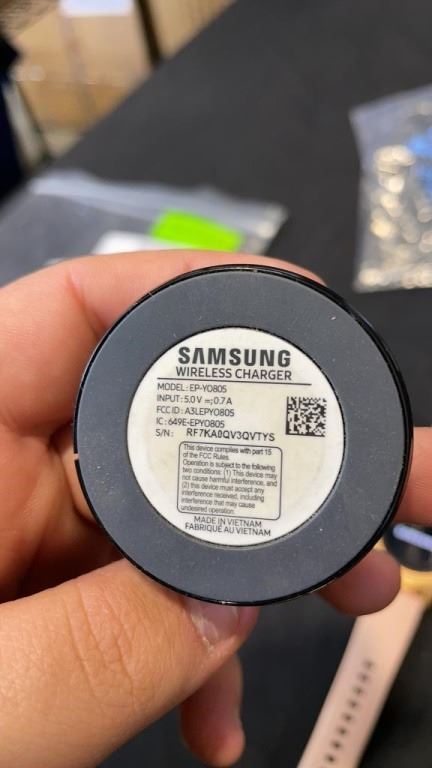 SAMSUNG
WIRELESS CHARGER
MODEL: EP-YO805
INPUT: 5.0 V ⎓; 0.7 A
FCC ID : A3LEPYO805
IC : 649E-EPYO805
S/N : RF7KA0QV3QVTYS
This device complies with part 15
of the FCC Rules.
Operation is subject to the following
two conditions: (1) This device may
not cause harmful interference, and
(2) this device must accept any
interference received, including
interference that may cause
undesired operation.
MADE IN VIETNAM
FABRIQUÉ AU VIETNAM